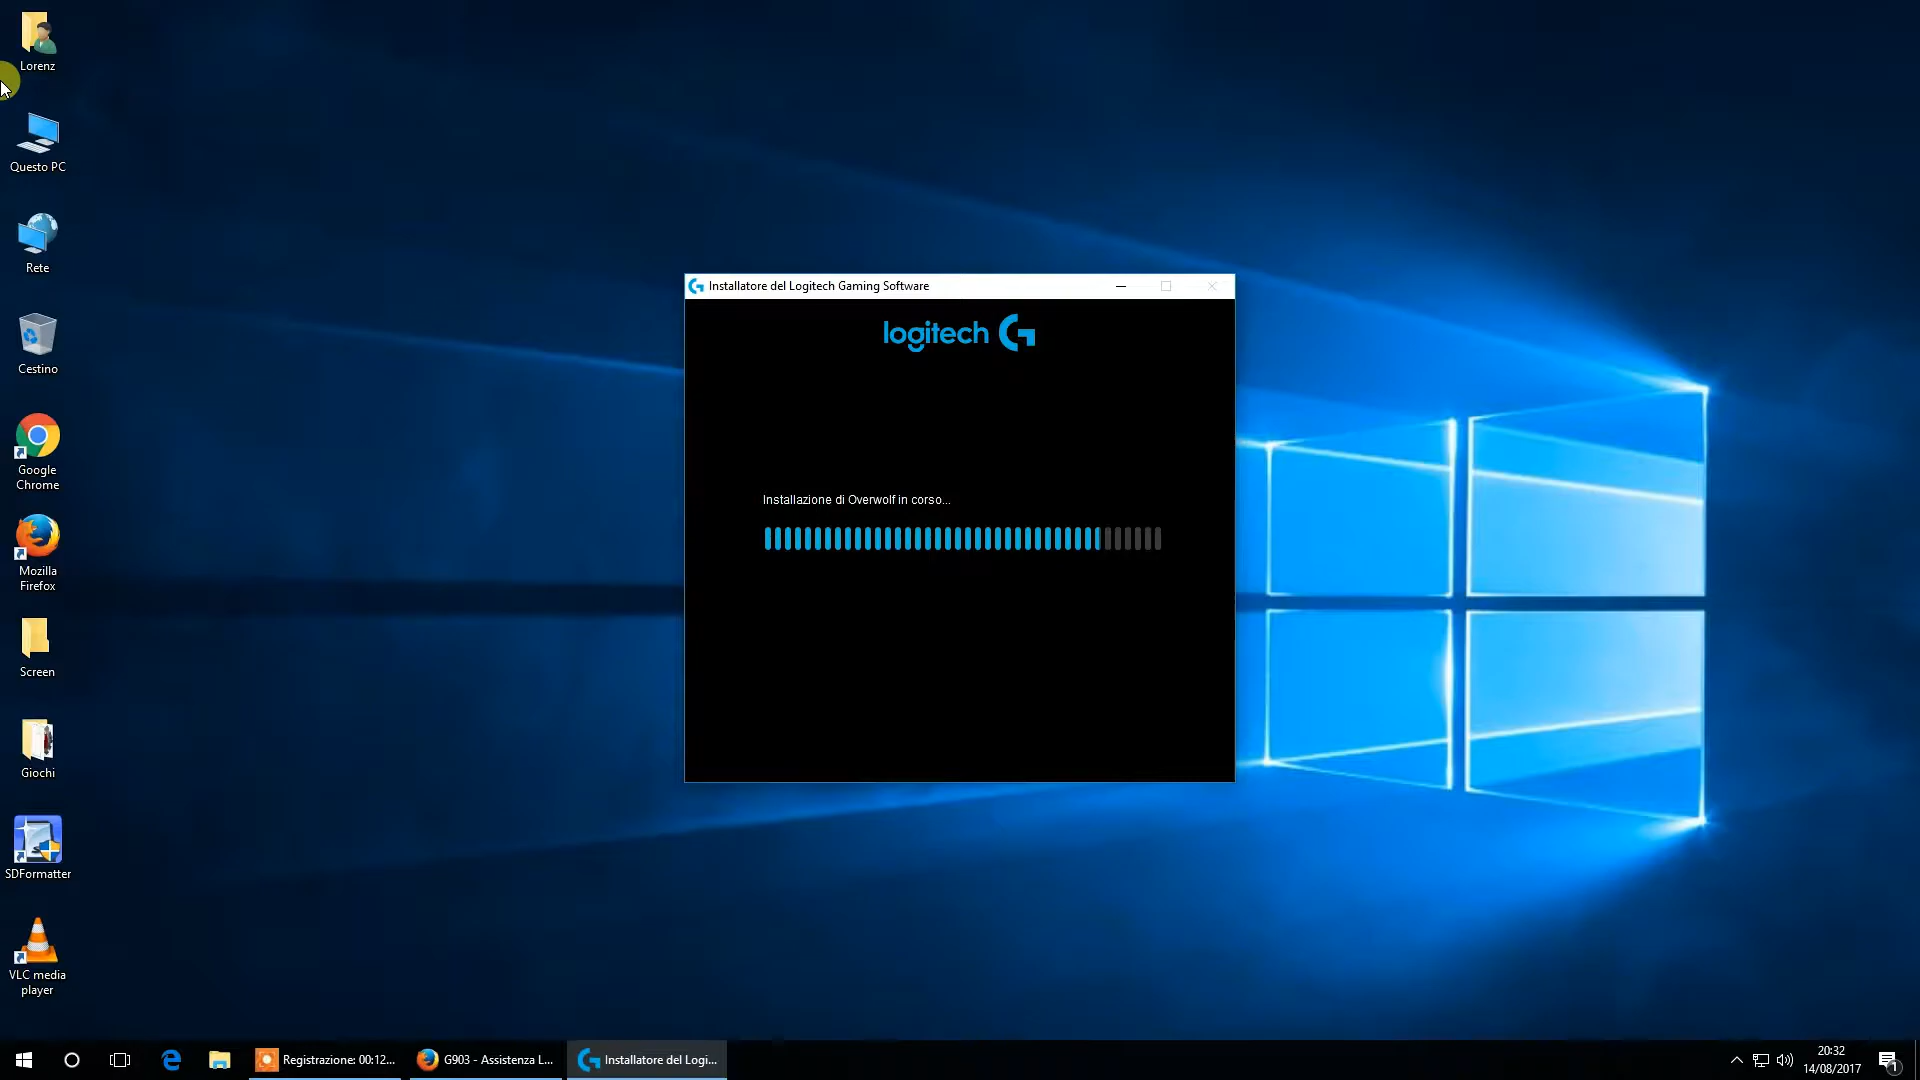 Lorenz
Questo PC
Rete
Cestino
Google
Chrome
Mozilla
Firefox
Screen
Giochi
SDFormatter
VLC media
player
Installatore del Logitech Gaming Software
logitech G
Installazione di Overwolf in corso...
Registrazione: 00:12...
G903 - Assistenza L...
Installatore del Logi...
20:32
14/08/2017
1